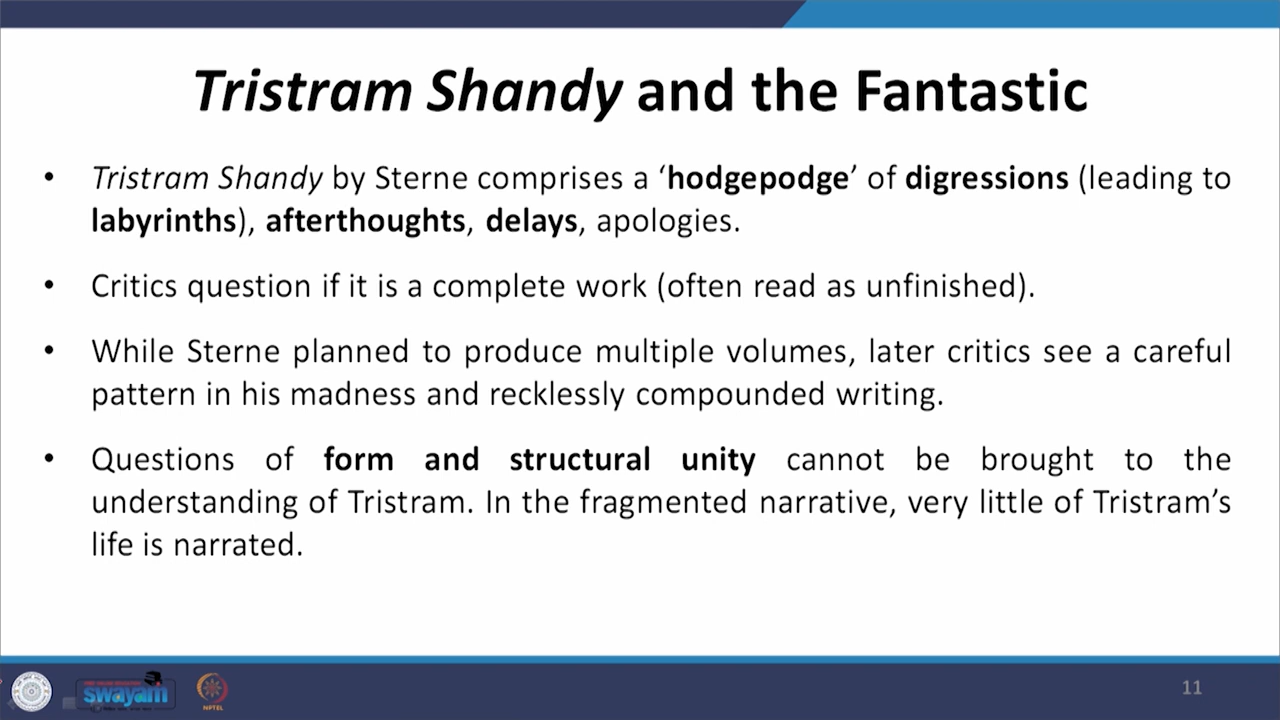 Tristram Shandy and the Fantastic
• Tristram Shandy by Sterne comprises a ‘hodgepodge’ of digressions (leading to
labyrinths), afterthoughts, delays, apologies.
• Critics question if it is a complete work (often read as unfinished).
• While Sterne planned to produce multiple volumes, later critics see a careful
pattern in his madness and recklessly compounded writing.
• Questions of form and structural unity cannot be brought to the
understanding of Tristram. In the fragmented narrative, very little of Tristram’s
life is narrated.
swayam
NPTEL
11